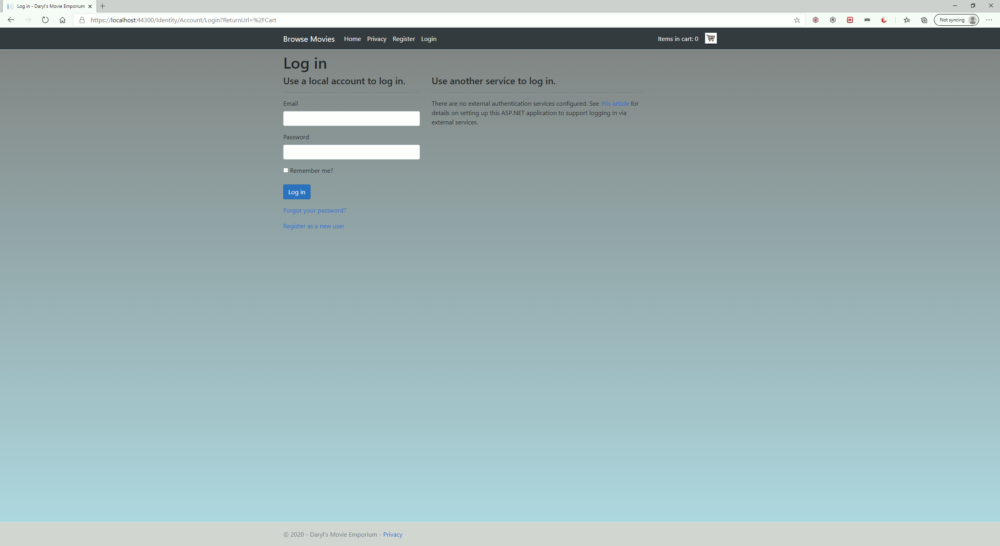 Log in - Daryl's Movie Emporium
https://localhost:44300/Identity/Account/Login?ReturnUrl=%2FCart
Not syncing
Browse Movies Home Privacy Register Login Items in cart: 0
Log in
Use a local account to log in.
Email
Password
Remember me?
Log in
Forgot your password?
Register as a new user
Use another service to log in.
There are no external authentication services configured. See this article for
details on setting up this ASP.NET application to support logging in via
external services.
© 2020 - Daryl's Movie Emporium - Privacy